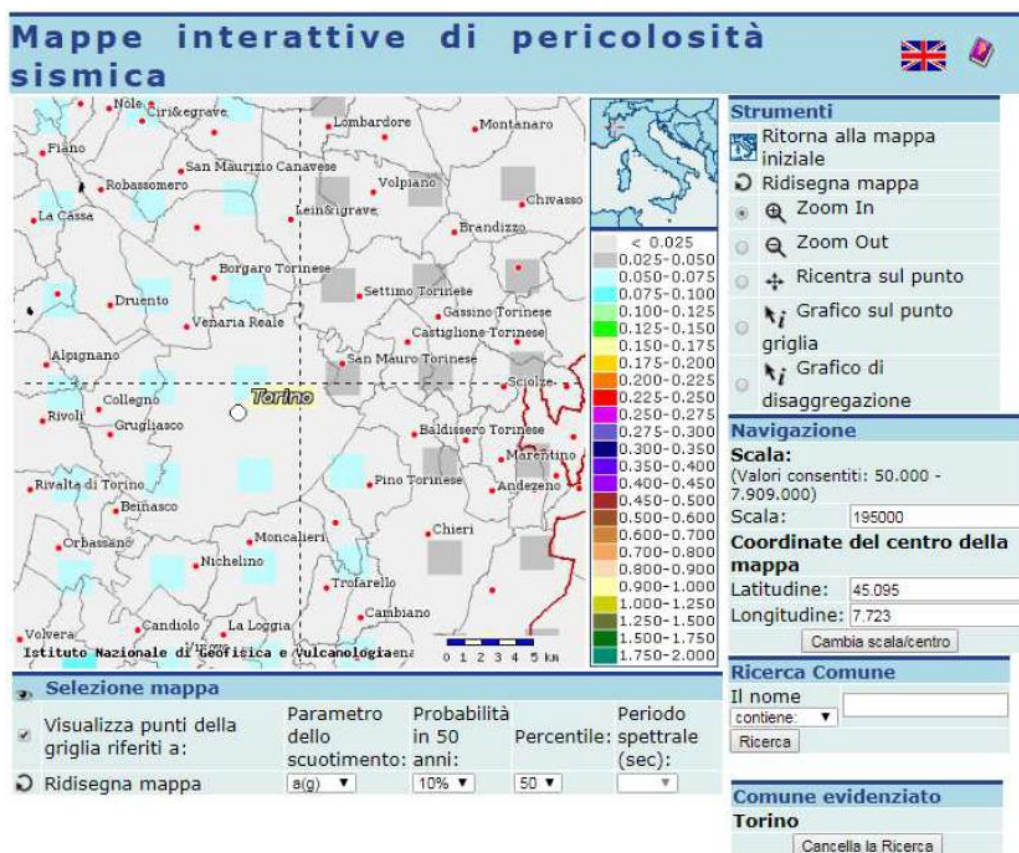 Mappe interattive di pericolosità
sismica
Nole
Ciri&egrave
Lombardore
Montanaro
Fiano
San Maurizio Canavese
Robassomero
Volpiano
La Cassa
Lein&igrave
Chivasso
Brandizzo
Borgaro Torinese
Settimo Torinese
Druento
Gassino Torinese
Venaria Reale
Castiglione Torinese
Alpignano
San Mauro Torinese
Sciolze
Collegno
Torino
Rivoli
Grugliasco
Baldissero Torinese
Marentino
Rivalta di Torino
Pino Torinese
Andezeno
Beinasco
Chieri
Orbassano
Moncalieri
Nichelino
Trofarello
Cambiano
Volvera
Candiolo
La Loggia
Istituto Nazionale di Geofisica e Vulcanologia
0 1 2 3 4 5 km
< 0.025
0.025-0.050
0.050-0.075
0.075-0.100
0.100-0.125
0.125-0.150
0.150-0.175
0.175-0.200
0.200-0.225
0.225-0.250
0.250-0.275
0.275-0.300
0.300-0.350
0.350-0.400
0.400-0.450
0.450-0.500
0.500-0.600
0.600-0.700
0.700-0.800
0.800-0.900
0.900-1.000
1.000-1.250
1.250-1.500
1.500-1.750
1.750-2.000
Strumenti
Ritorna alla mappa
iniziale
Ridisegna mappa
Zoom In
Zoom Out
Ricentra sul punto
Grafico sul punto
griglia
Grafico di
disaggregazione
Navigazione
Scala:
(Valori consentiti: 50.000 -
7.909.000)
Scala: 195000
Coordinate del centro della
mappa
Latitudine: 45.095
Longitudine: 7.723
Cambia scala/centro
Ricerca Comune
Il nome
contiene:
Ricerca
Comune evidenziato
Torino
Cancella la Ricerca
Selezione mappa
Visualizza punti della
griglia riferiti a:
Parametro
dello
scuotimento:
Probabilità
in 50
anni:
Percentile:
Periodo
spettrale
(sec):
Ridisegna mappa
a(g)
10%
50